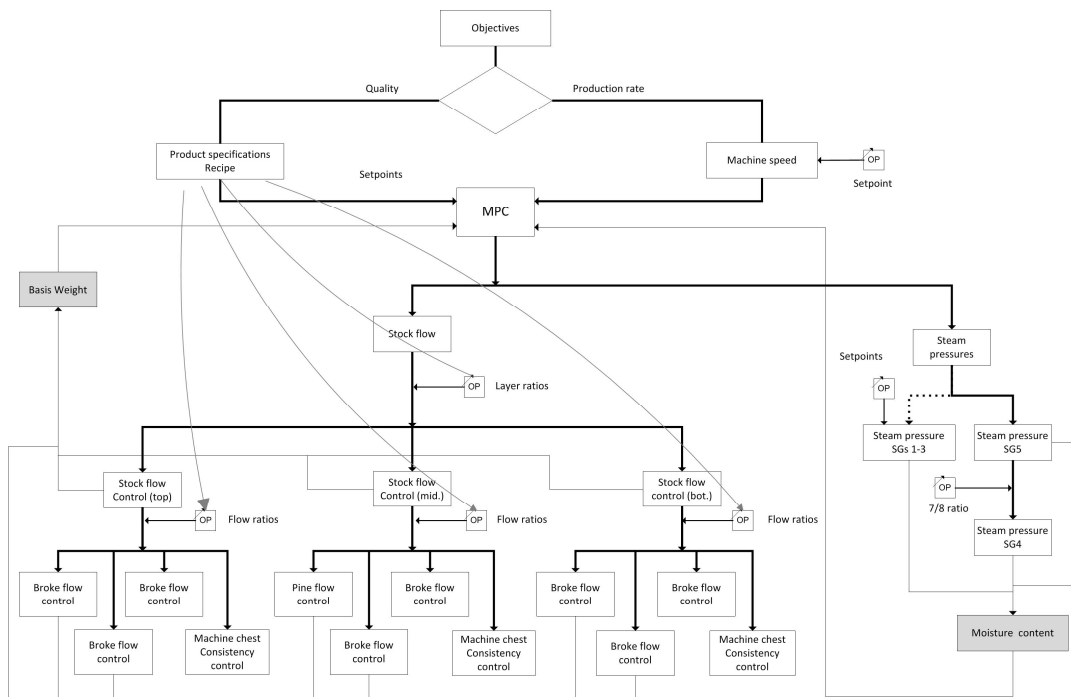 Objectives
Quality
Production rate
Product specifications
Recipe
Machine speed
OP
Setpoint
Setpoints
MPC
Basis Weight
Stock flow
Steam
pressures
Setpoints
OP
OP
Layer ratios
Steam pressure
SGs 1-3
Steam pressure
SG5
Stock flow
Control (top)
Stock flow
Control (mid.)
Stock flow
control (bot.)
OP
7/8 ratio
OP
Flow ratios
OP
Flow ratios
OP
Flow ratios
Steam pressure
SG4
Broke flow
control
Broke flow
control
Pine flow
control
Broke flow
control
Broke flow
control
Broke flow
control
Broke flow
control
Machine chest
Consistency
control
Broke flow
control
Machine chest
Consistency
control
Broke flow
control
Machine chest
Consistency
control
Moisture content